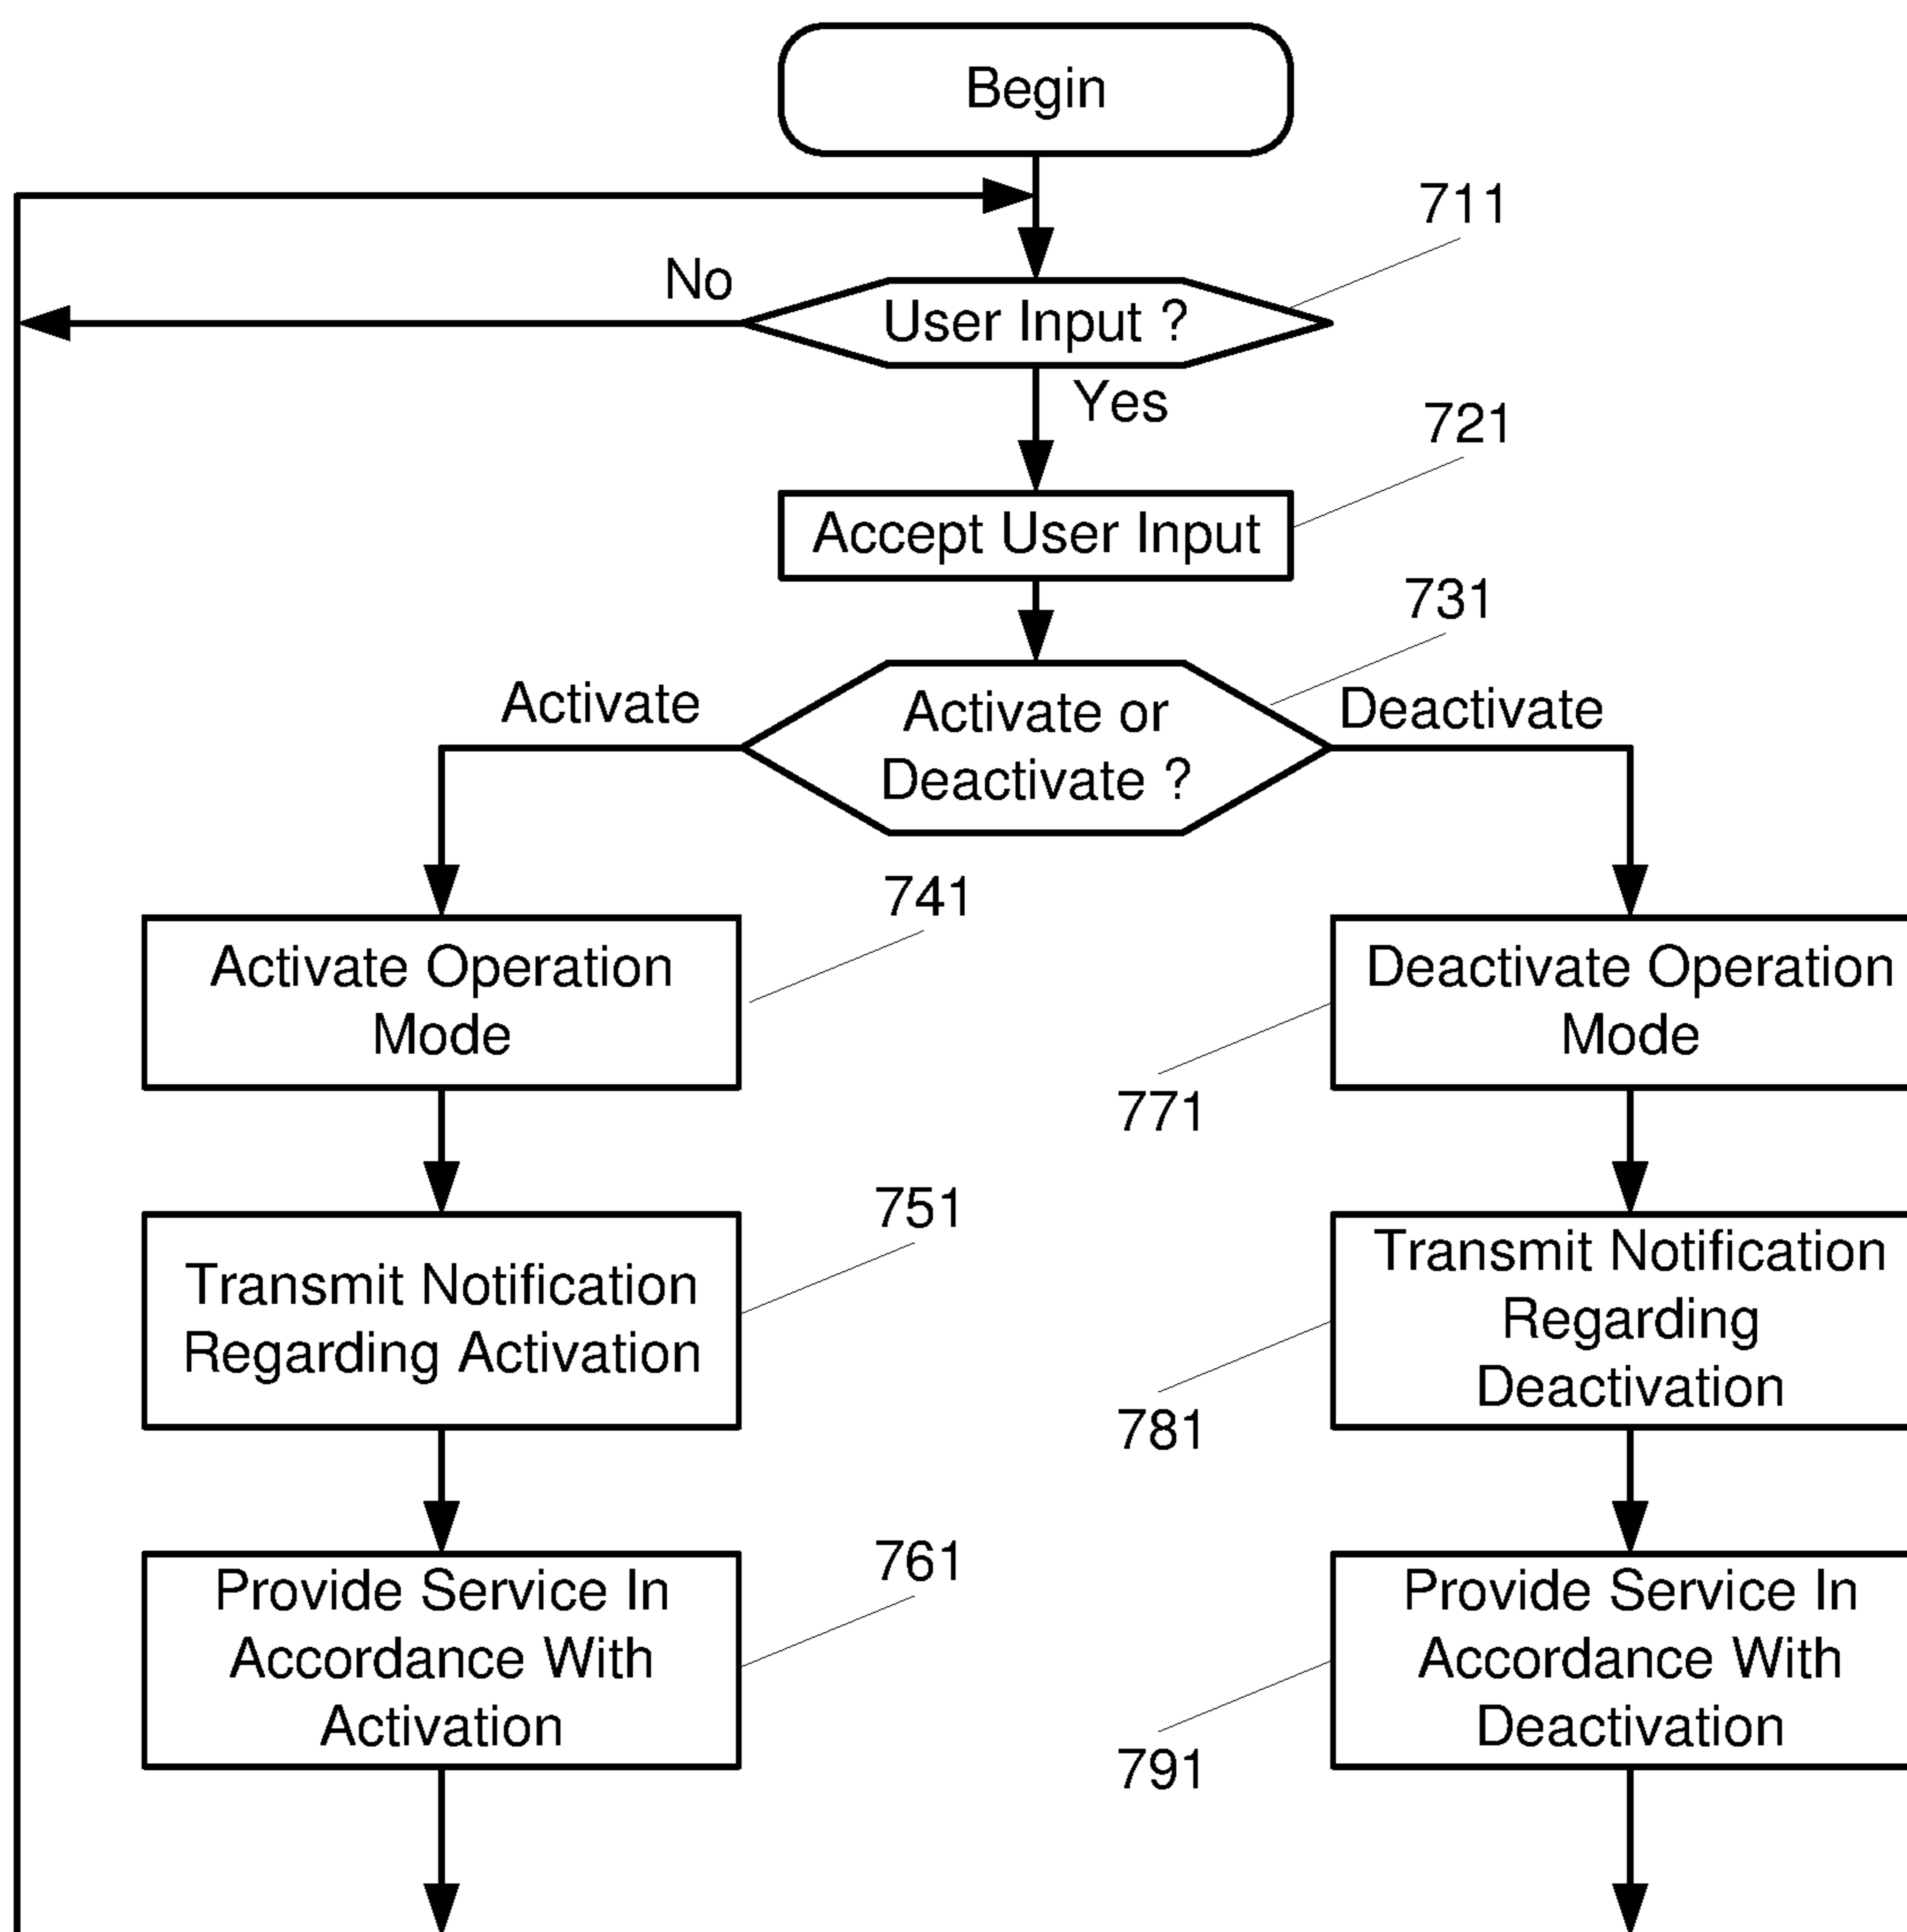 Begin
711
No
User Input ?
Yes
721
Accept User Input
731
Activate
Activate or
Deactivate ?
Deactivate
741
Activate Operation
Mode
Deactivate Operation
Mode
771
751
Transmit Notification
Regarding Activation
Transmit Notification
Regarding
Deactivation
781
761
Provide Service In
Accordance With
Activation
Provide Service In
Accordance With
Deactivation
791